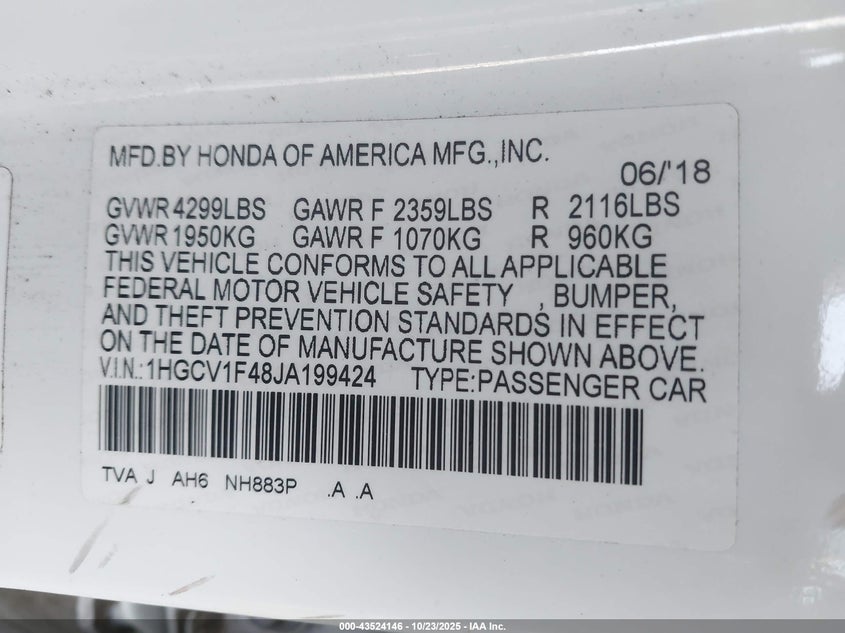 MFD.BY HONDA OF AMERICA MFG.,INC.
06/'18
GVWR 4299LBS GAWR F 2359LBS R 2116LBS
GVWR 1950KG GAWR F 1070KG R 960KG
THIS VEHICLE CONFORMS TO ALL APPLICABLE
FEDERAL MOTOR VEHICLE SAFETY , BUMPER,
AND THEFT PREVENTION STANDARDS IN EFFECT
ON THE DATE OF MANUFACTURE SHOWN ABOVE.
V.I.N.:1HGCV1F48JA199424 TYPE:PASSENGER CAR
TVA J AH6 NH883P .A .A
000-43524146 - 10/23/2025 - IAA Inc.